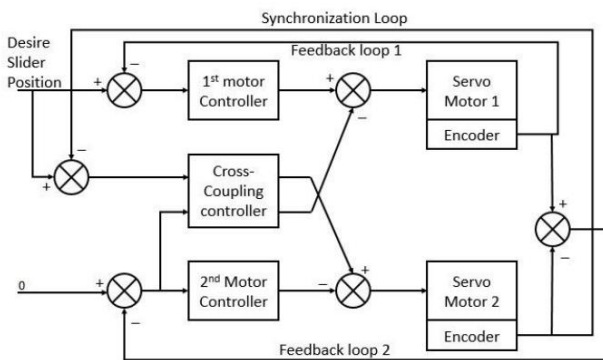 Synchronization Loop
Desire
Slider
Position
Feedback loop 1
+
−
1st motor
Controller
+
−
Servo
Motor 1
Encoder
−
+
Cross-
Coupling
controller
+
−
0
+
−
2nd Motor
Controller
−
+
Servo
Motor 2
Encoder
Feedback loop 2